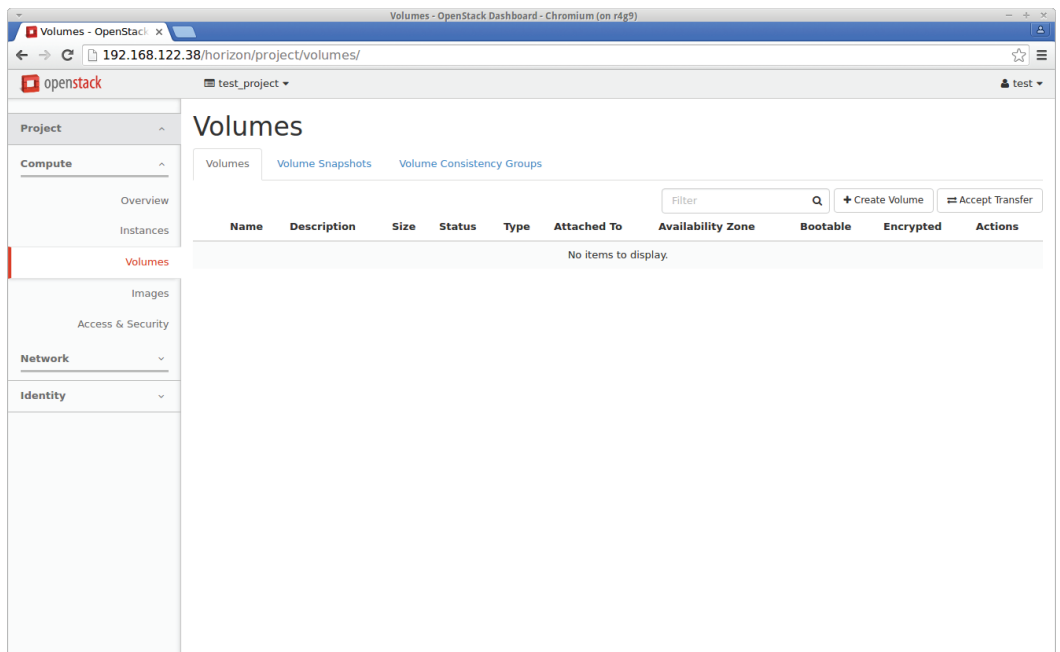 Volumes - OpenStack Dashboard - Chromium (on r4g9)
Volumes - OpenStack
192.168.122.38/horizon/project/volumes/
openstack test_project test
Project
Compute
Overview
Instances
Volumes
Images
Access & Security
Network
Identity
Volumes
Volumes Volume Snapshots Volume Consistency Groups
Filter Create Volume Accept Transfer
Name Description Size Status Type Attached To Availability Zone Bootable Encrypted Actions
No items to display.